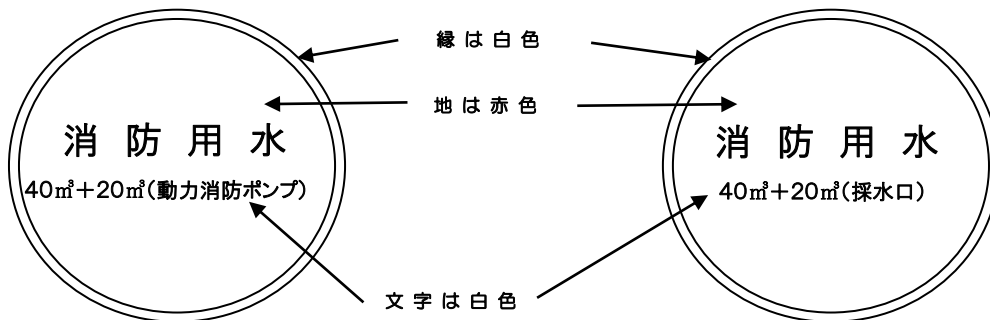 縁は白色
地は赤色
消防用水
40㎥＋20㎥(動力消防ポンプ)
消防用水
40㎥＋20㎥(採水口)
文字は白色